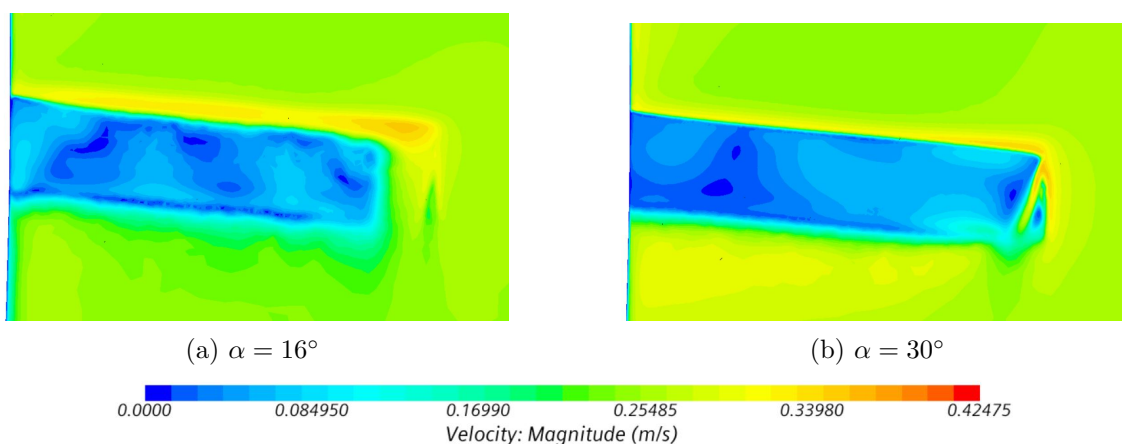 (a) α = 16°
(b) α = 30°
0.0000 0.084950 0.16990 0.25485 0.33980 0.42475
Velocity: Magnitude (m/s)